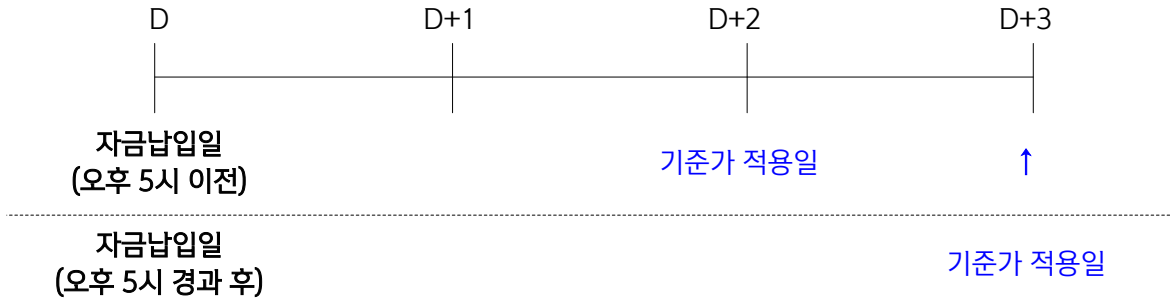 D D+1 D+2 D+3
자금납입일
(오후 5시 이전)
기준가 적용일 ↑
자금납입일
(오후 5시 경과 후)
기준가 적용일